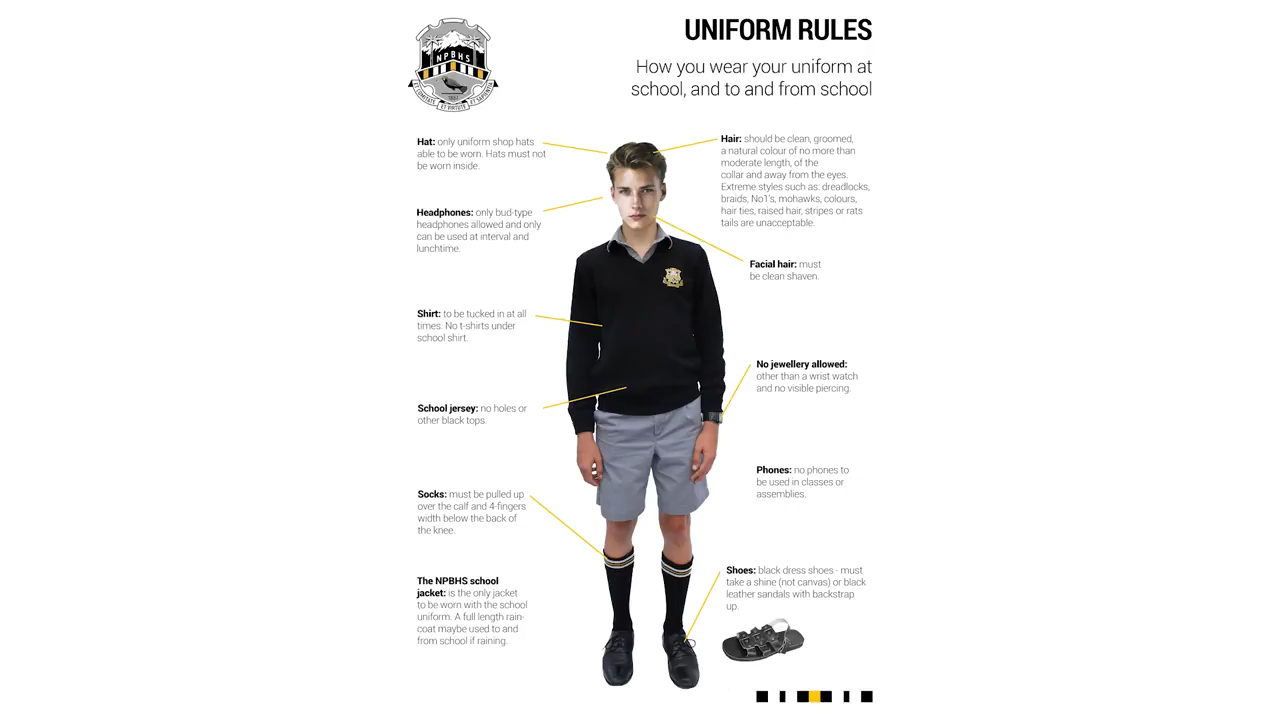 NPBHS
ET COMITATE ET VIRTUTE ET SAPIENTIA
UNIFORM RULES
How you wear your uniform at
school, and to and from school
Hat: only uniform shop hats
able to be worn. Hats must not
be worn inside.
Headphones: only bud-type
headphones allowed and only
can be used at interval and
lunchtime.
Shirt: to be tucked in at all
times. No t-shirts under
school shirt.
School jersey: no holes or
other black tops.
Socks: must be pulled up
over the calf and 4-fingers
width below the back of
the knee.
The NPBHS school
jacket: is the only jacket
to be worn with the school
uniform. A full length rain-
coat maybe used to and
from school if raining.
Hair: should be clean, groomed,
a natural colour of no more than
moderate length, of the
collar and away from the eyes.
Extreme styles such as: dreadlocks,
braids, No1's, mohawks, colours,
hair ties, raised hair, stripes or rats
tails are unacceptable.
Facial hair: must
be clean shaven.
No jewellery allowed:
other than a wrist watch
and no visible piercing.
Phones: no phones to
be used in classes or
assemblies.
Shoes: black dress shoes - must
take a shine (not canvas) or black
leather sandals with backstrap
up.